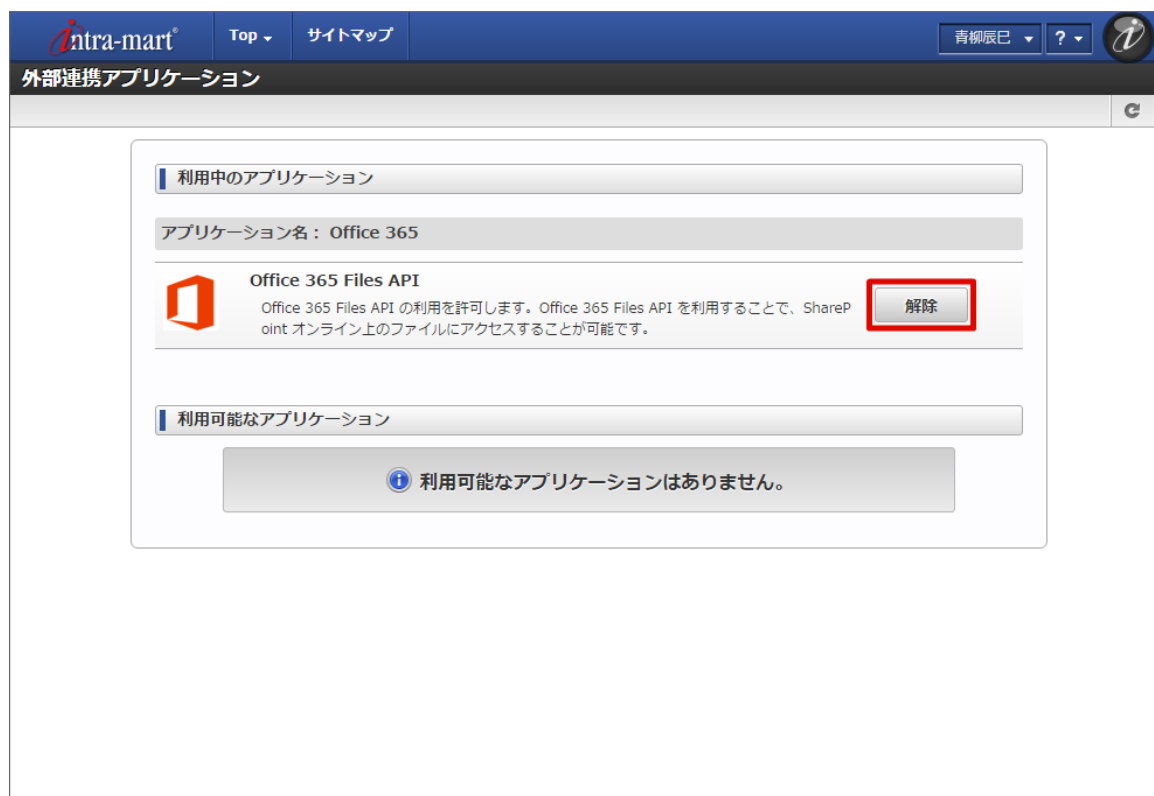 intra-mart® Top サイトマップ 青柳辰巳 ?
外部連携アプリケーション
利用中のアプリケーション
アプリケーション名： Office 365
Office 365 Files API
Office 365 Files API の利用を許可します。Office 365 Files API を利用することで、ShareP
oint オンライン上のファイルにアクセスすることが可能です。
解除
利用可能なアプリケーション
利用可能なアプリケーションはありません。